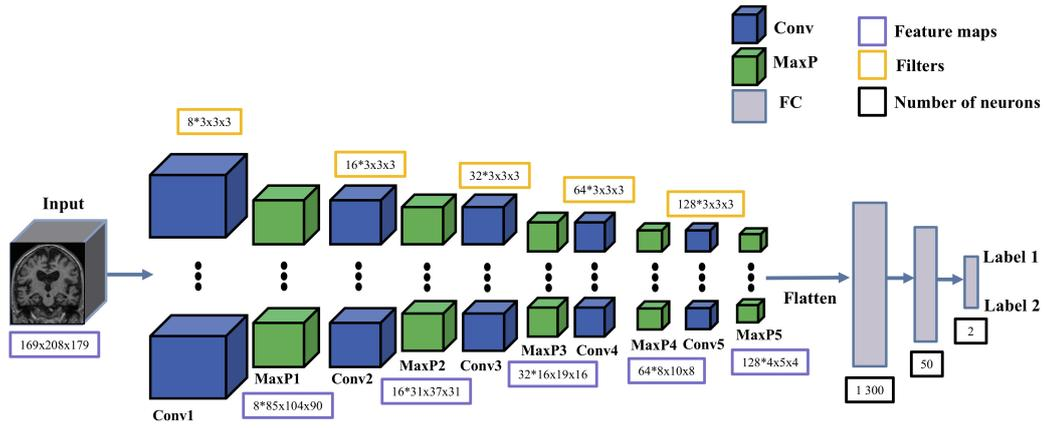 Conv
MaxP
FC
Feature maps
Filters
Number of neurons
8*3x3x3
16*3x3x3
32*3x3x3
64*3x3x3
128*3x3x3
Input
169x208x179
Conv1
MaxP1
8*85x104x90
Conv2
MaxP2
16*31x37x31
Conv3
MaxP3
32*16x19x16
Conv4
MaxP4
64*8x10x8
Conv5
MaxP5
128*4x5x4
Flatten
1 300
50
2
Label 1
Label 2